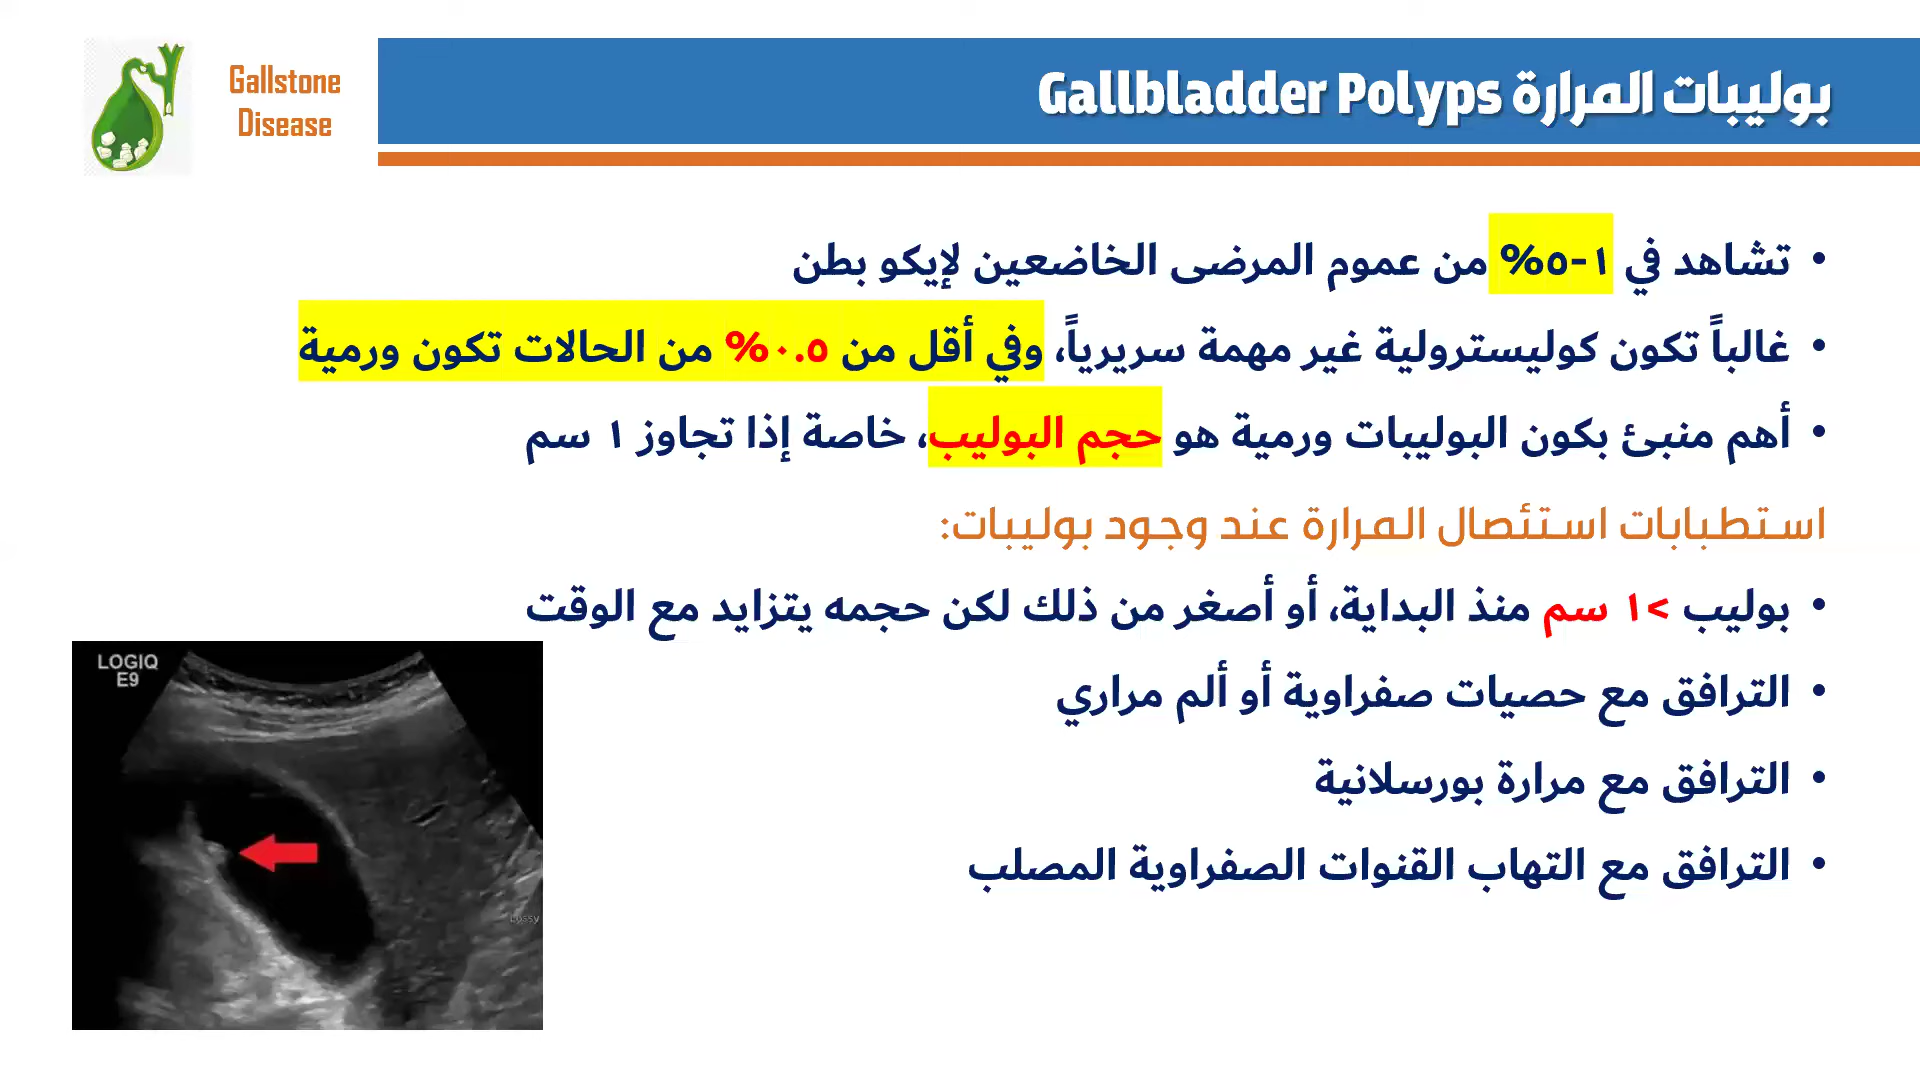 Gallstone
Disease
بوليبات المرارة Gallbladder Polyps
• تشاهد في ١-٥% من عموم المرضى الخاضعين لإيكو بطن
• غالباً تكون كوليسترولية غير مهمة سريرياً، وفي أقل من ٠.٥% من الحالات تكون ورمية
• أهم منبئ بكون البوليبات ورمية هو حجم البوليب، خاصة إذا تجاوز ١ سم
استطبابات استئصال المرارة عند وجود بوليبات:
• بوليب >١ سم منذ البداية، أو أصغر من ذلك لكن حجمه يتزايد مع الوقت
• الترافق مع حصيات صفراوية أو ألم مراري
• الترافق مع مرارة بورسلانية
• الترافق مع التهاب القنوات الصفراوية المصلب
LOGIQ
E9
Lossy